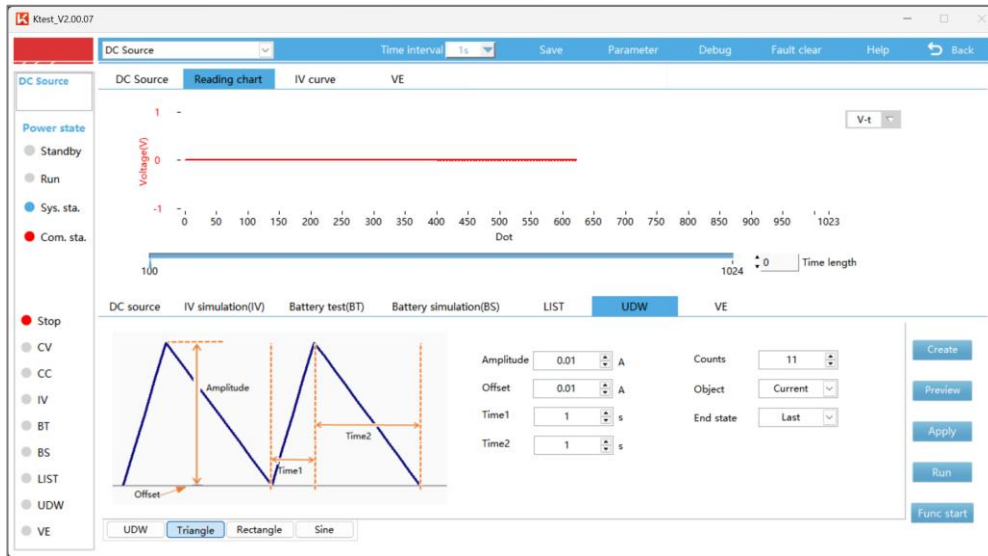 Ktest_V2.00.07
DC Source Time interval 1s Save Parameter Debug Fault clear Help Back
DC Source
DC Source Reading chart IV curve VE
Power state
Standby
Run
Sys. sta.
Com. sta.
V-t
1
0
-1
Voltage(V)
0 50 100 150 200 250 300 350 400 450 500 550 600 650 700 750 800 850 900 950 1023
Dot
100 1024
0 Time length
DC source IV simulation(IV) Battery test(BT) Battery simulation(BS) LIST UDW VE
Stop
CV
CC
IV
BT
BS
LIST
UDW
VE
Amplitude
Time2
Time1
Offset
Amplitude 0.01 A
Offset 0.01 A
Time1 1 s
Time2 1 s
Counts 11
Object Current
End state Last
Create
Preview
Apply
Run
Func start
UDW Triangle Rectangle Sine